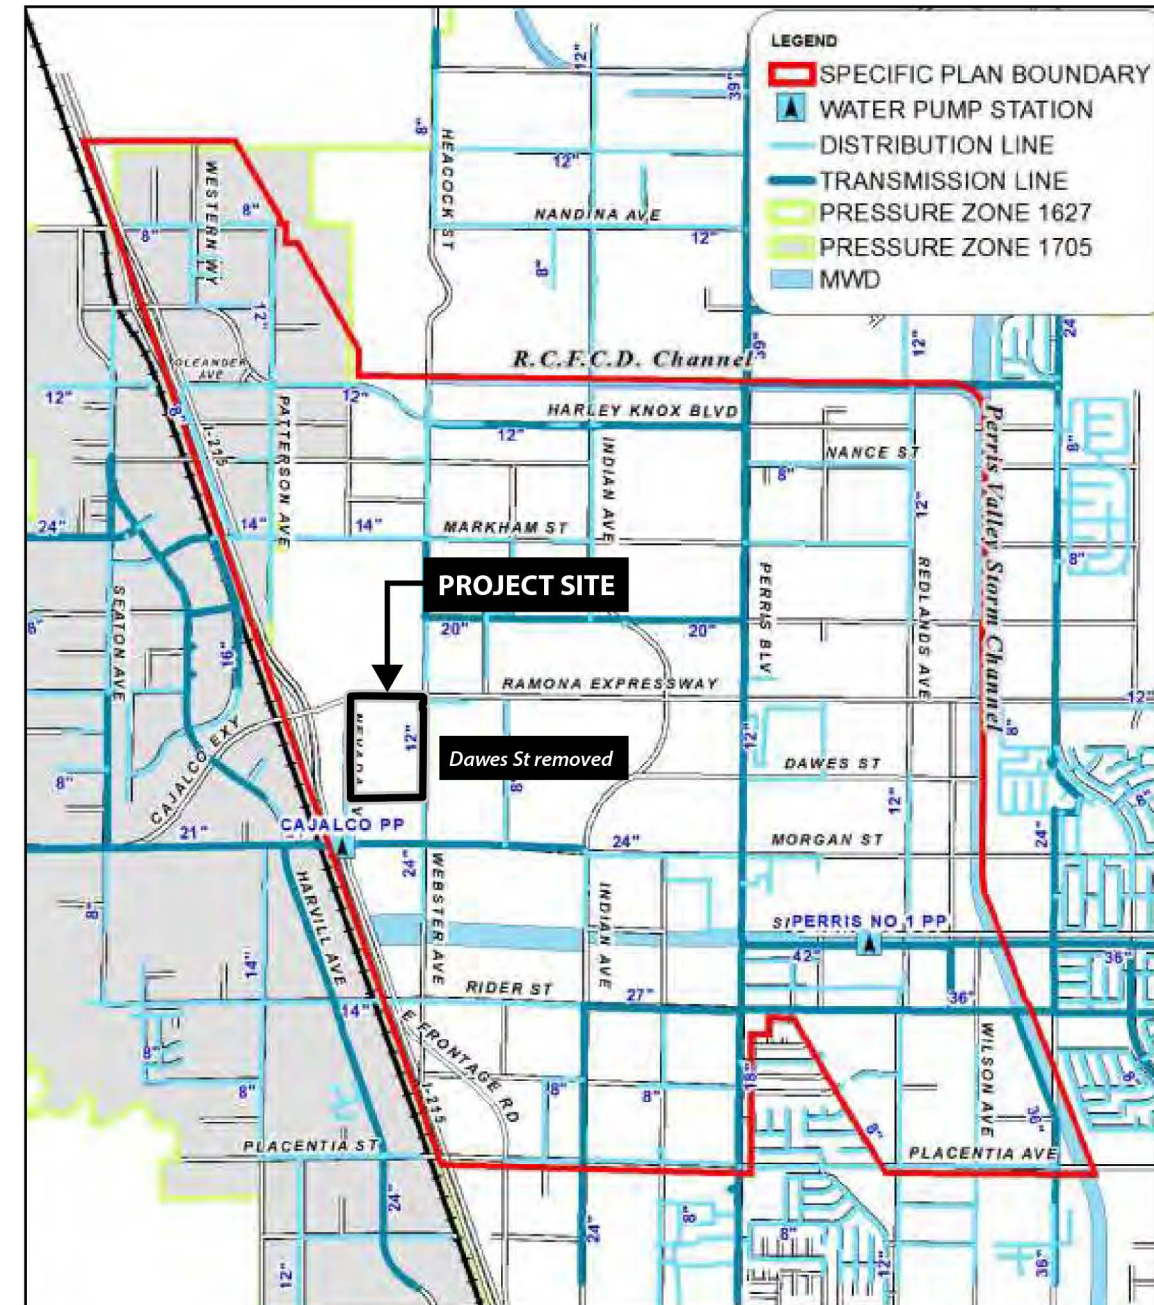 LEGEND
SPECIFIC PLAN BOUNDARY
WATER PUMP STATION
DISTRIBUTION LINE
TRANSMISSION LINE
PRESSURE ZONE 1627
PRESSURE ZONE 1705
MWD
12"
39"
8"
HEACOCK ST
WESTERN WY
12"
8"
8"
NANDINA AVE
12"
8"
12"
39"
12"
24"
R.C.F.C.D. Channel
OLEANDER
AVE
12"
12"
8"
HARLEY KNOX BLVD
12"
I-215
PATTERSON AVE
INDIAN AVE
Perris Valley Storm Channel
NANCE ST
8"
8"
12"
24"
14"
14"
MARKHAM ST
8"
PROJECT SITE
SEATON AVE
PERRIS BLV
REDLANDS AVE
20"
20"
16"
RAMONA EXPRESSWAY
12"
12"
12"
8"
Dawes St removed
8"
CAJALCO EXY
DAWES ST
12"
8"
8"
21"
CAJALCO PP
24"
MORGAN ST
24"
24"
HARVILL AVE
WEBSTER AVE
INDIAN AVE
8"
PERRIS NO 1 PP
42"
36"
14"
RIDER ST
27"
36"
14"
E FRONTAGE RD
WILSON AVE
8"
18"
8"
8"
8"
8"
I-215
8"
36"
PLACENTIA ST
PLACENTIA AVE
24"
8"
24"
8"
12"
12"
36"